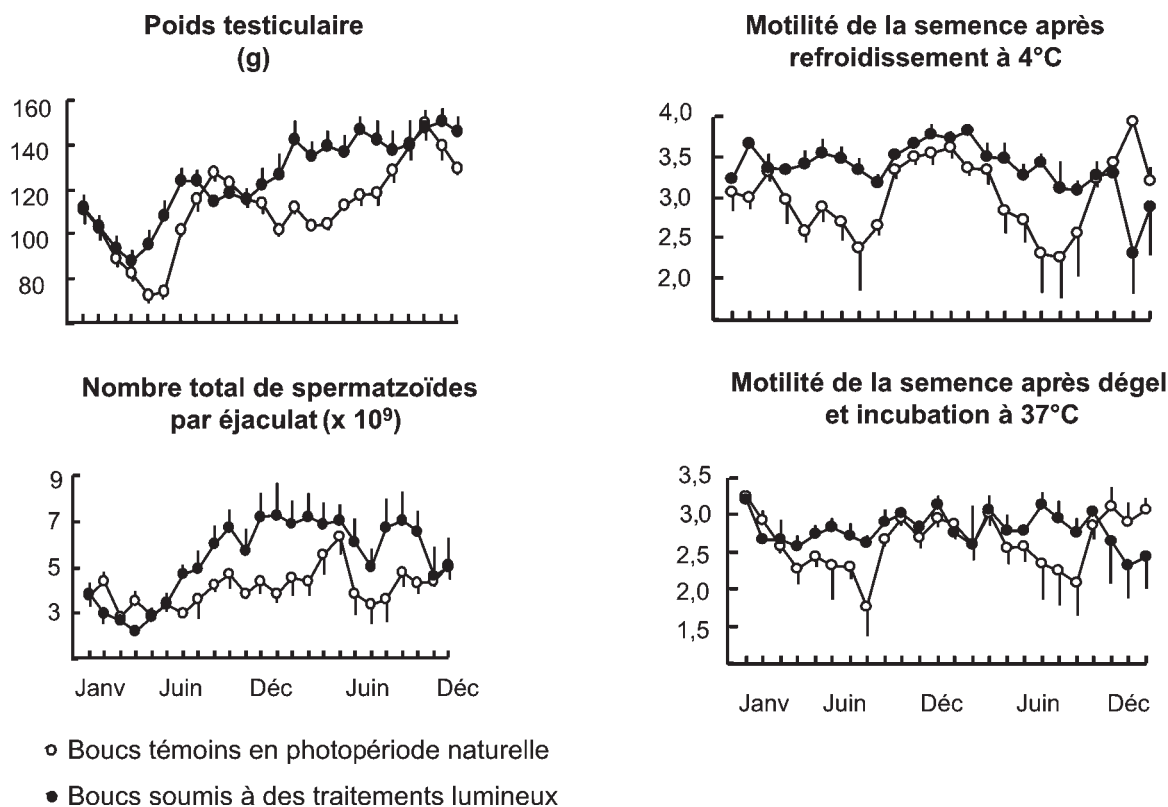 Poids testiculaire
(g)
160
140
120
100
80
Motilité de la semence après
refroidissement à 4°C
4,0
3,5
3,0
2,5
2,0
Nombre total de spermatzoïdes
par éjaculat (x 10⁹)
9
7
5
3
Janv Juin Déc Juin Déc
Motilité de la semence après dégel
et incubation à 37°C
3,5
3,0
2,5
2,0
1,5
Janv Juin Déc Juin Déc
Boucs témoins en photopériode naturelle
Boucs soumis à des traitements lumineux